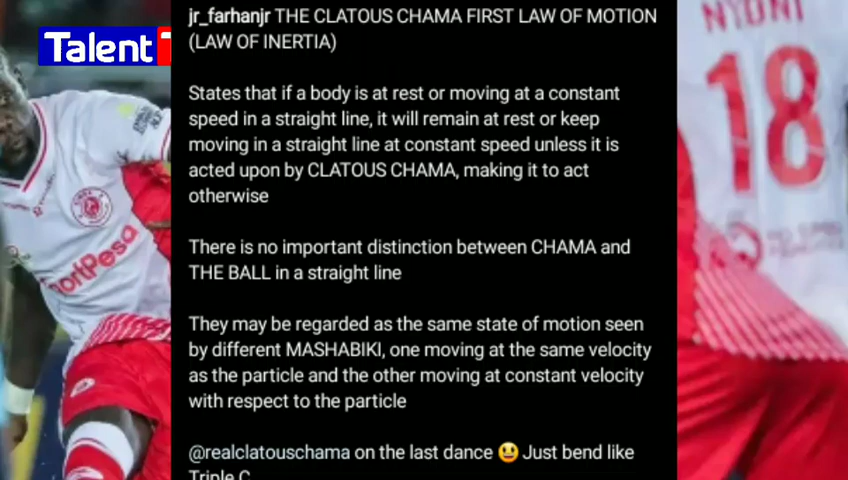 Talent
NYONI
18
SportPesa
jr_farhanjr THE CLATOUS CHAMA FIRST LAW OF MOTION
(LAW OF INERTIA)
States that if a body is at rest or moving at a constant
speed in a straight line, it will remain at rest or keep
moving in a straight line at constant speed unless it is
acted upon by CLATOUS CHAMA, making it to act
otherwise
There is no important distinction between CHAMA and
THE BALL in a straight line
They may be regarded as the same state of motion seen
by different MASHABIKI, one moving at the same velocity
as the particle and the other moving at constant velocity
with respect to the particle
@realclatouschama on the last dance 😃 Just bend like
Triple C